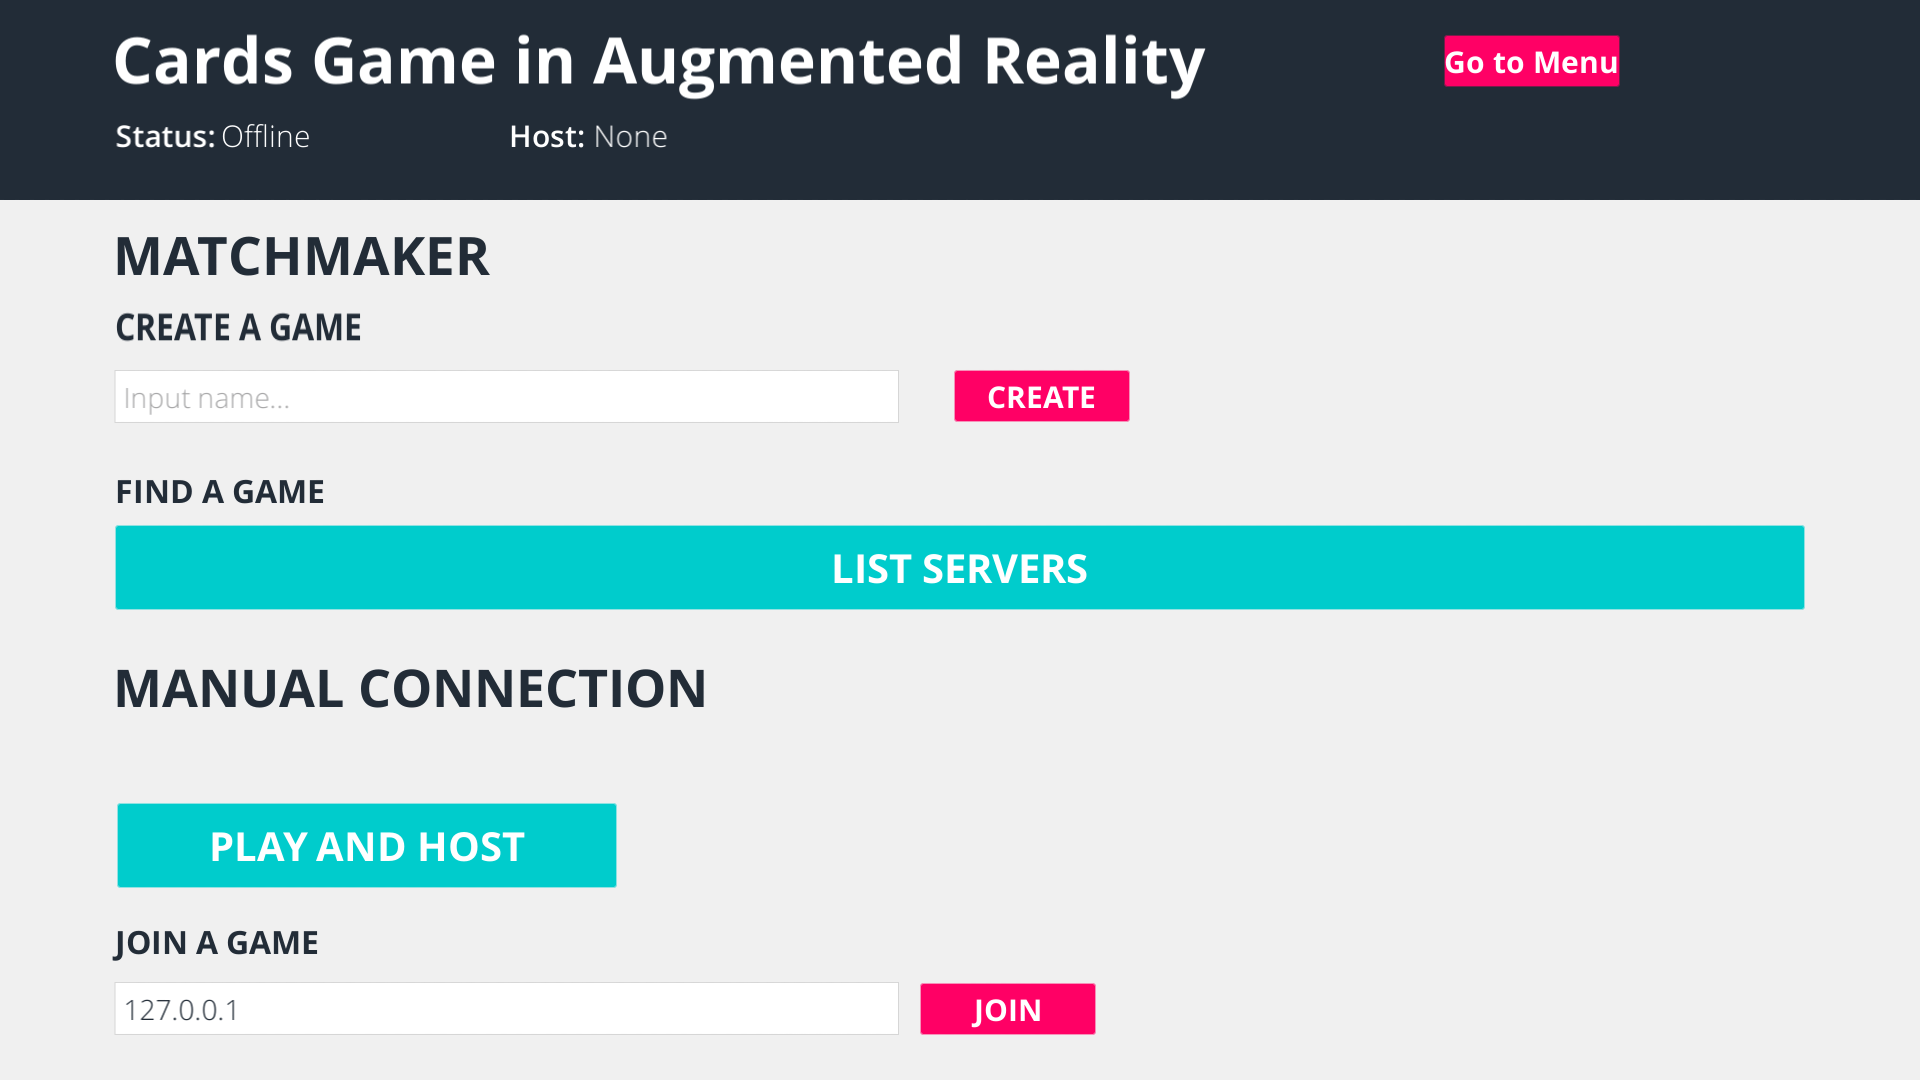 Cards Game in Augmented Reality
Go to Menu
Status: Offline
Host: None
MATCHMAKER
CREATE A GAME
Input name...
CREATE
FIND A GAME
LIST SERVERS
MANUAL CONNECTION
PLAY AND HOST
JOIN A GAME
127.0.0.1
JOIN